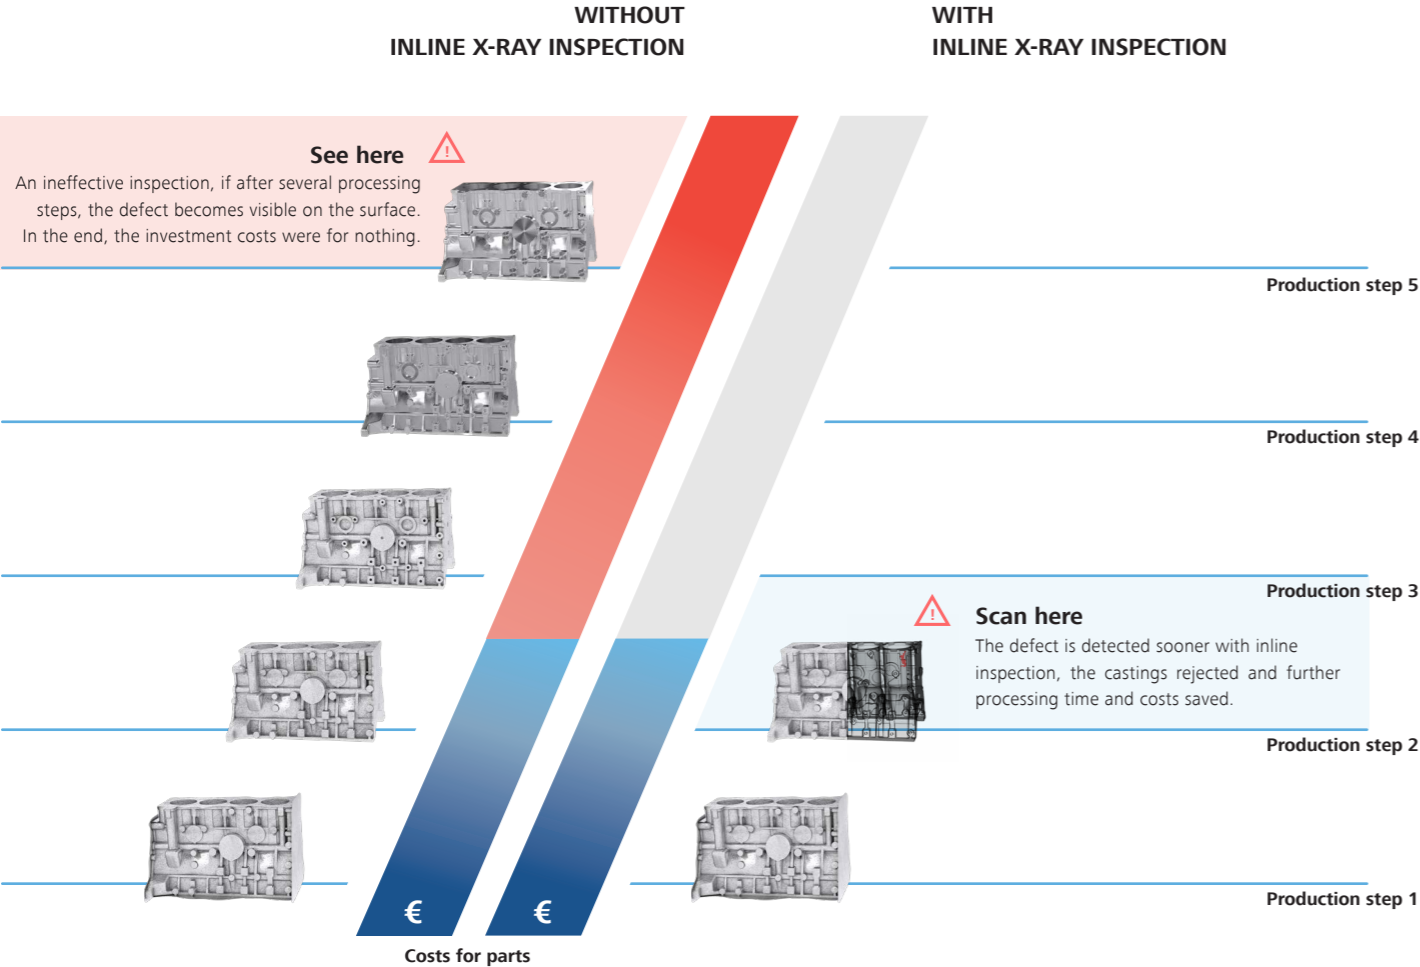 WITHOUT
INLINE X-RAY INSPECTION
WITH
INLINE X-RAY INSPECTION
See here
An ineffective inspection, if after several processing
steps, the defect becomes visible on the surface.
In the end, the investment costs were for nothing.
Production step 5
Production step 4
Production step 3
Scan here
The defect is detected sooner with inline
inspection, the castings rejected and further
processing time and costs saved.
Production step 2
Production step 1
€
€
Costs for parts